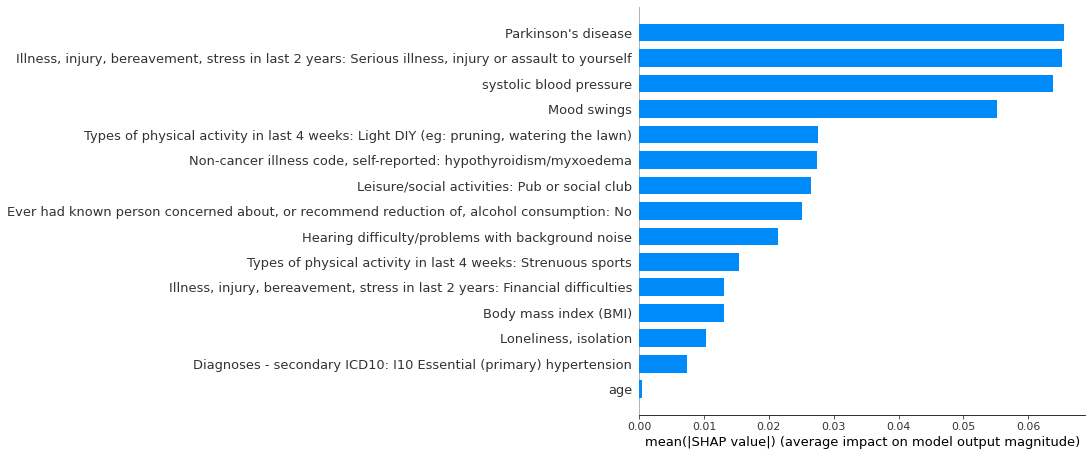 Parkinson's disease
Illness, injury, bereavement, stress in last 2 years: Serious illness, injury or assault to yourself
systolic blood pressure
Mood swings
Types of physical activity in last 4 weeks: Light DIY (eg: pruning, watering the lawn)
Non-cancer illness code, self-reported: hypothyroidism/myxoedema
Leisure/social activities: Pub or social club
Ever had known person concerned about, or recommend reduction of, alcohol consumption: No
Hearing difficulty/problems with background noise
Types of physical activity in last 4 weeks: Strenuous sports
Illness, injury, bereavement, stress in last 2 years: Financial difficulties
Body mass index (BMI)
Loneliness, isolation
Diagnoses - secondary ICD10: I10 Essential (primary) hypertension
age
0.00 0.01 0.02 0.03 0.04 0.05 0.06
mean(|SHAP value|) (average impact on model output magnitude)